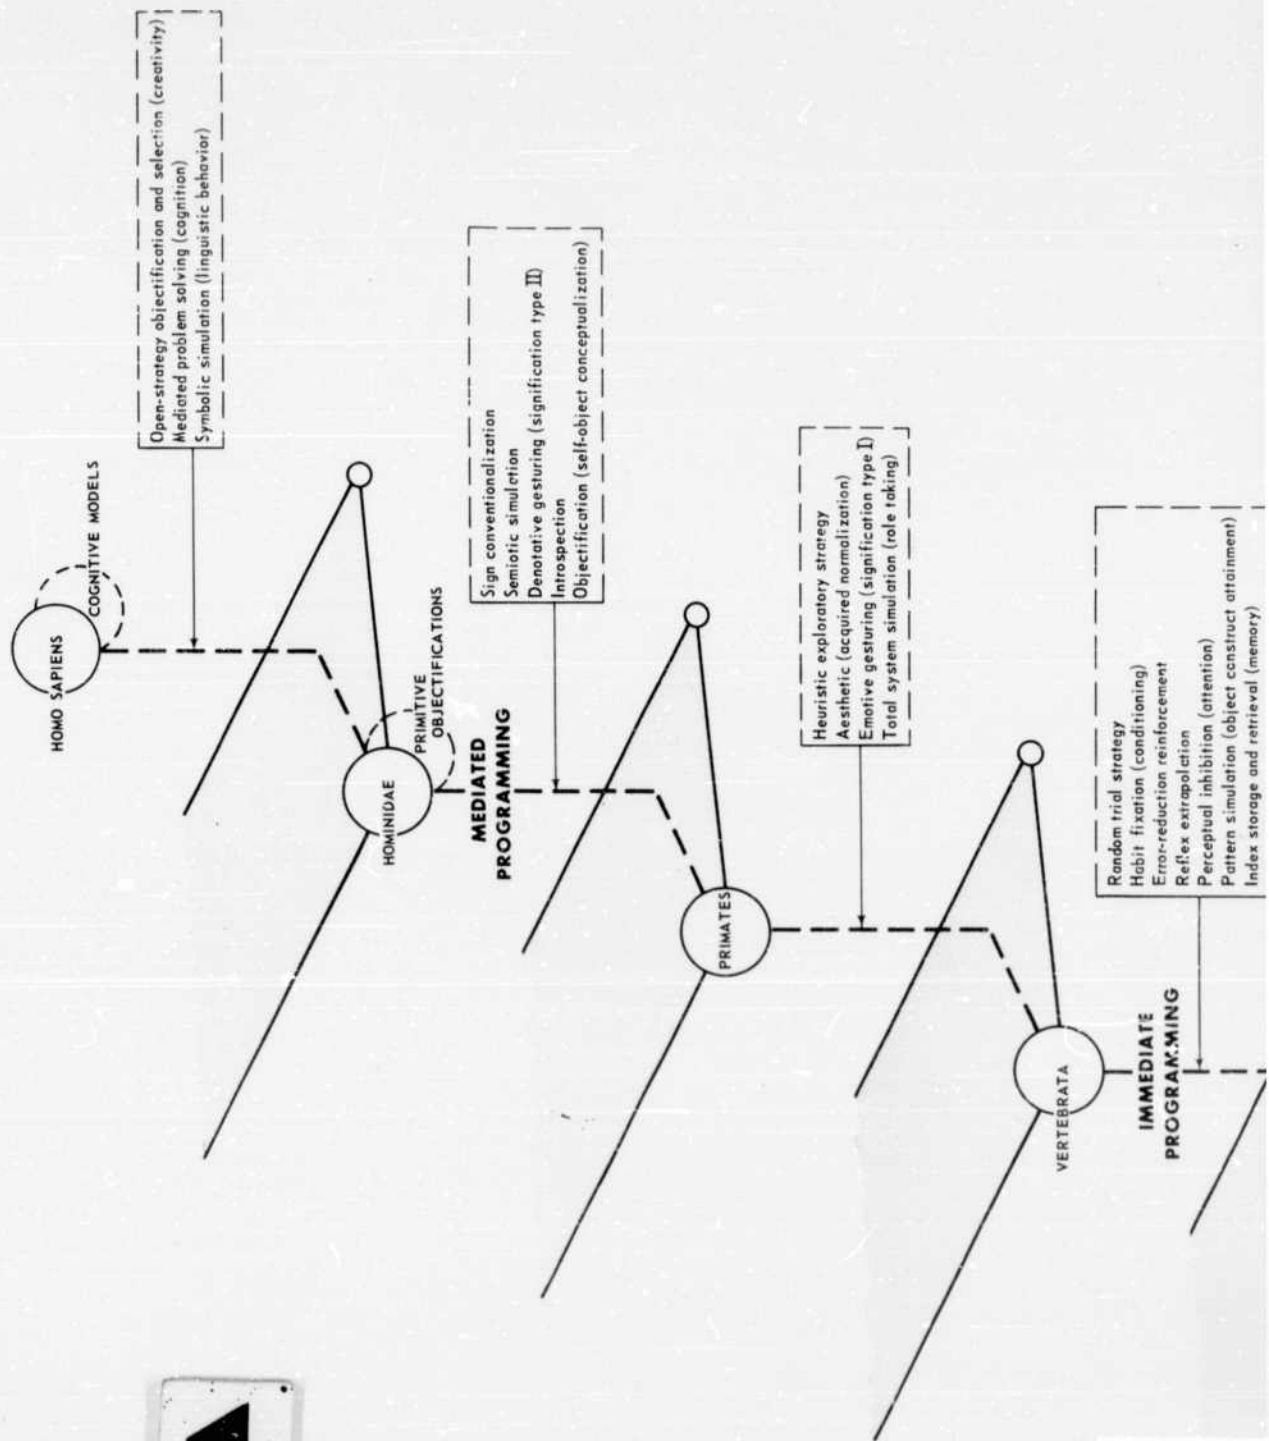 HOMO SAPIENS
COGNITIVE MODELS
Open-strategy objectification and selection (creativity)
Mediated problem solving (cognition)
Symbolic simulation (linguistic behavior)
HOMINIDAE
PRIMITIVE
OBJECTIFICATIONS
MEDIATED
PROGRAMMING
Sign conventionalization
Semiotic simulation
Denotative gesturing (signification type II)
Introspection
Objectification (self-object conceptualization)
PRIMATES
Heuristic exploratory strategy
Aesthetic (acquired normalization)
Emotive gesturing (signification type I)
Total system simulation (role taking)
VERTEBRATA
IMMEDIATE
PROGRAMMING
Random trial strategy
Habit fixation (conditioning)
Error-reduction reinforcement
Reflex extrapolation
Perceptual inhibition (attention)
Pattern simulation (object construct attainment)
Index storage and retrieval (memory)